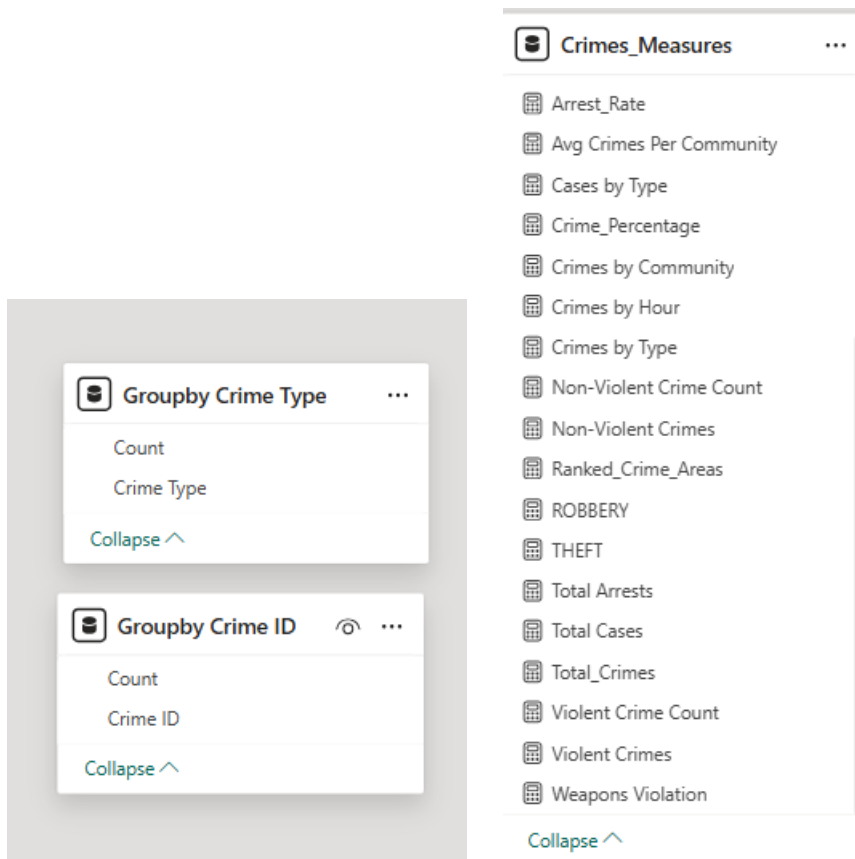 Groupby Crime Type
Count
Crime Type
Collapse
Groupby Crime ID
Count
Crime ID
Collapse
Crimes_Measures
Arrest_Rate
Avg Crimes Per Community
Cases by Type
Crime_Percentage
Crimes by Community
Crimes by Hour
Crimes by Type
Non-Violent Crime Count
Non-Violent Crimes
Ranked_Crime_Areas
ROBBERY
THEFT
Total Arrests
Total Cases
Total_Crimes
Violent Crime Count
Violent Crimes
Weapons Violation
Collapse